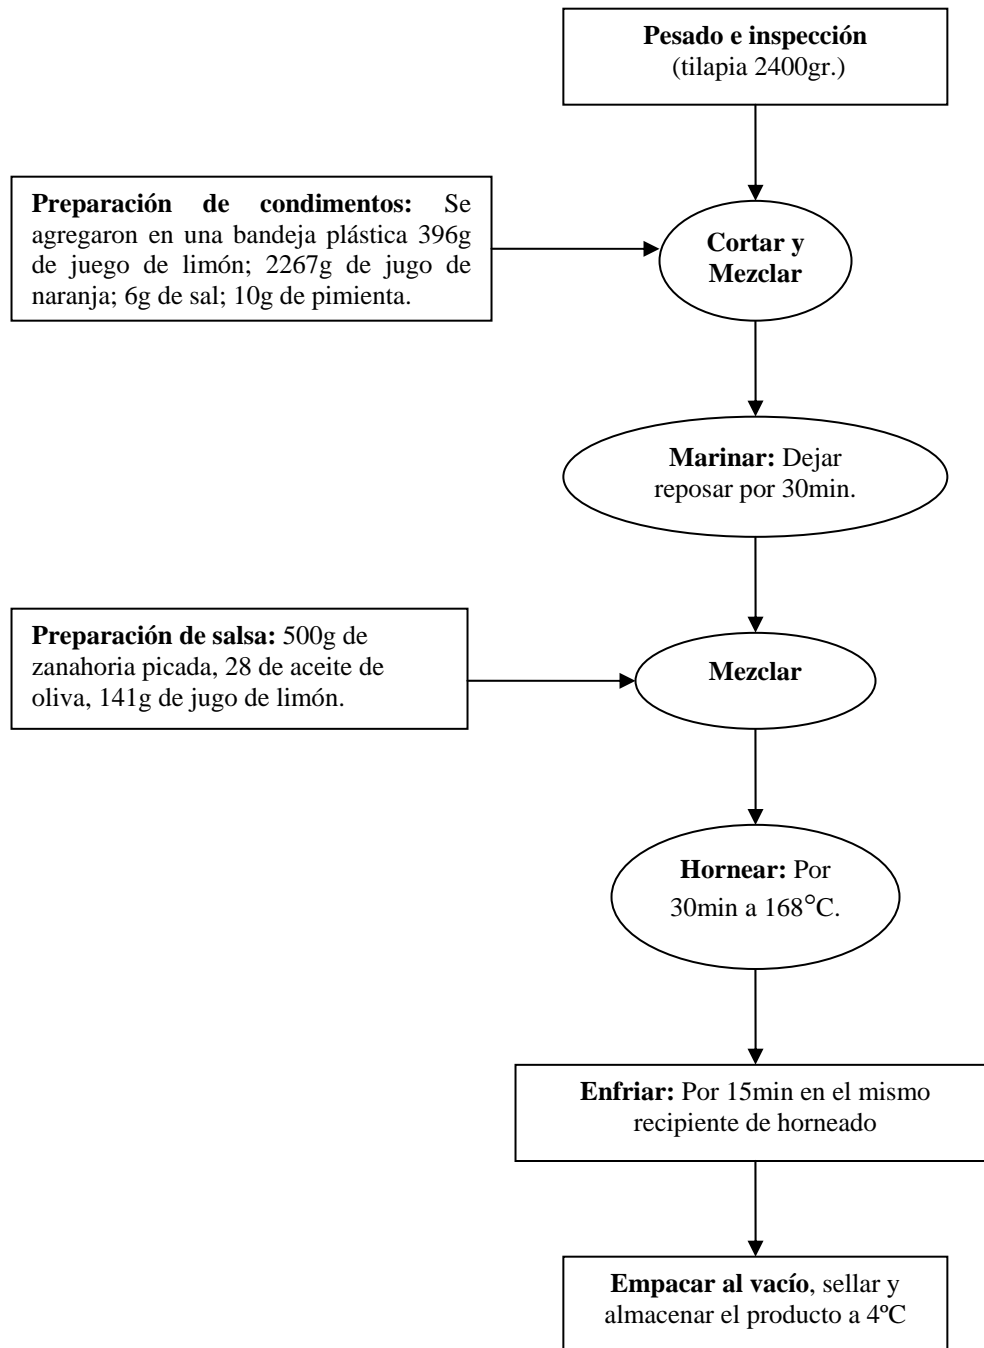 Pesado e inspección
(tilapia 2400gr.)
Preparación de condimentos: Se
agregaron en una bandeja plástica 396g
de juego de limón; 2267g de jugo de
naranja; 6g de sal; 10g de pimienta.
Cortar y
Mezclar
Marinar: Dejar
reposar por 30min.
Preparación de salsa: 500g de
zanahoria picada, 28 de aceite de
oliva, 141g de jugo de limón.
Mezclar
Hornear: Por
30min a 168°C.
Enfriar: Por 15min en el mismo
recipiente de horneado
Empacar al vacío, sellar y
almacenar el producto a 4ºC